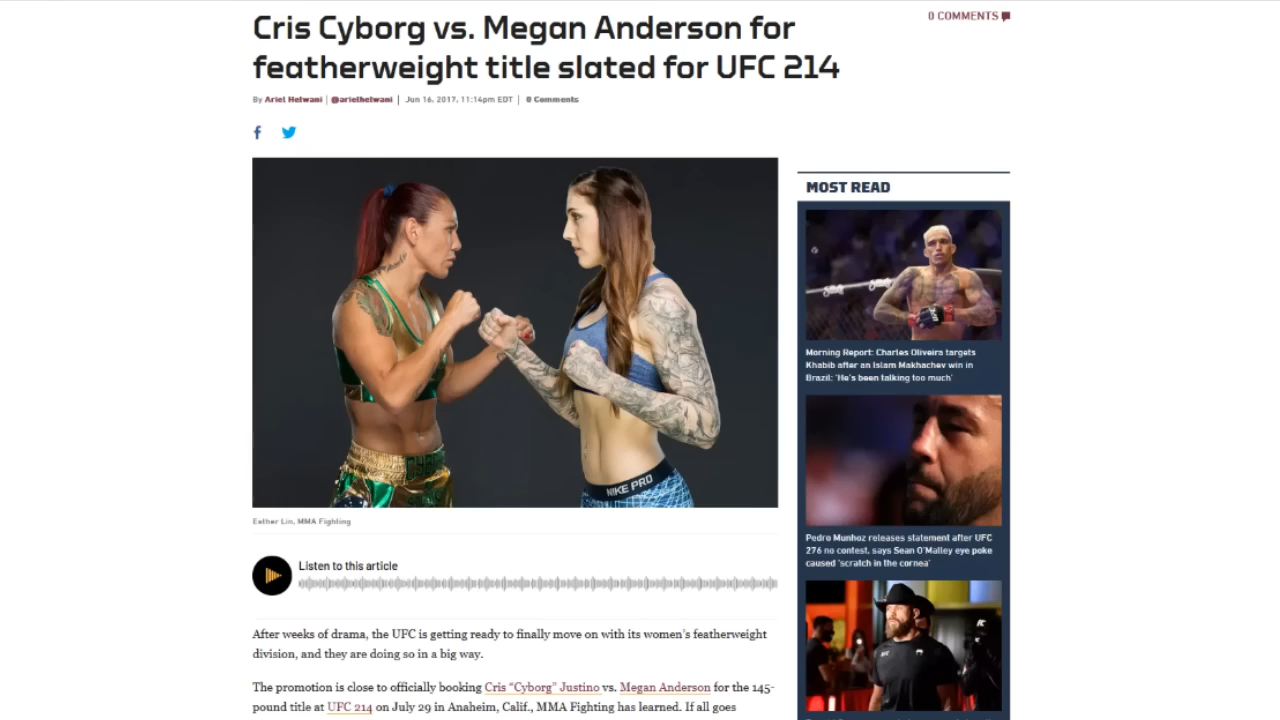 Cris Cyborg vs. Megan Anderson for
featherweight title slated for UFC 214
0 COMMENTS
By Ariel Helwani | @arielhelwani | Jun 16, 2017, 11:14pm EDT | 0 Comments
NIKE PRO
Esther Lin, MMA Fighting
Listen to this article
After weeks of drama, the UFC is getting ready to finally move on with its women's featherweight
division, and they are doing so in a big way.
The promotion is close to officially booking Cris "Cyborg" Justino vs. Megan Anderson for the 145-
pound title at UFC 214 on July 29 in Anaheim, Calif., MMA Fighting has learned. If all goes
MOST READ
Morning Report: Charles Oliveira targets
Khabib after an Islam Makhachev win in
Brazil: 'He's been talking too much'
Pedro Munhoz releases statement after UFC
276 no contest, says Sean O'Malley eye poke
caused 'scratch in the cornea'